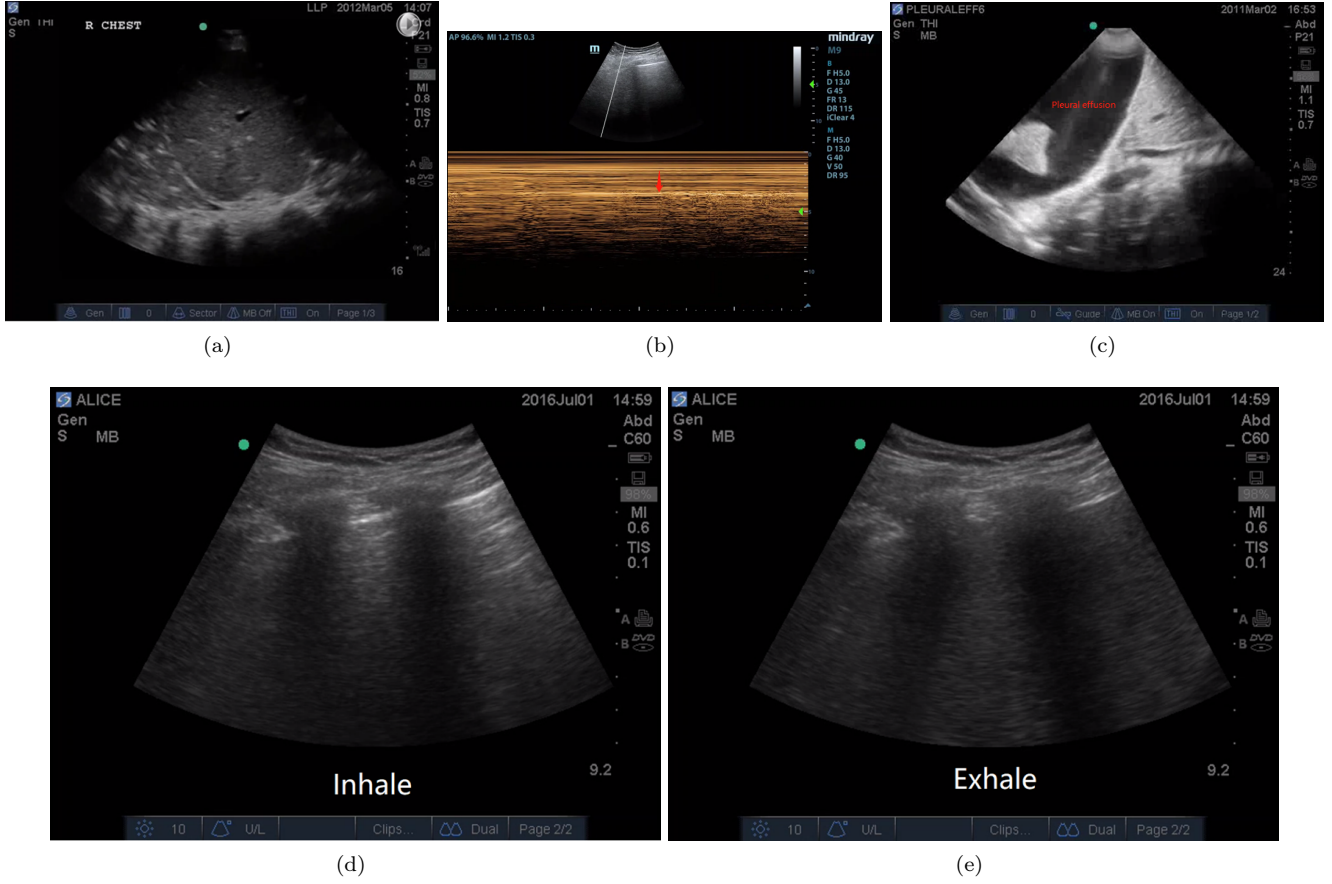 LLP 2012Mar05 14:07
Gen THI
S
R CHEST
P21
52%
MI
0.8
TIS
0.7
A
B DVD
16
Gen 0 Sector MB Off THI On Page 1/3
(a)
AP 96.6% MI 1.2 TIS 0.3
mindray
M9
m
B
F H5.0
D 13.0
G 45
FR 13
DR 115
iClear 4
M
F H5.0
D 13.0
G 40
V 50
DR 95
(b)
PLEURALEFF6 2011Mar02 16:53
Gen THI
S MB
Abd
P21
MI
1.1
TIS
0.7
Pleural effusion
A
B DVD
24
Gen 0 Guide MB On THI On Page 1/2
(c)
ALICE 2016Jul01 14:59
Gen
S MB
Abd
C60
98%
MI
0.6
TIS
0.1
A
B DVD
9.2
Inhale
10 U/L Clips... Dual Page 2/2
(d)
ALICE 2016Jul01 14:59
Gen
S MB
Abd
C60
98%
MI
0.6
TIS
0.1
A
B DVD
9.2
Exhale
10 U/L Clips... Dual Page 2/2
(e)